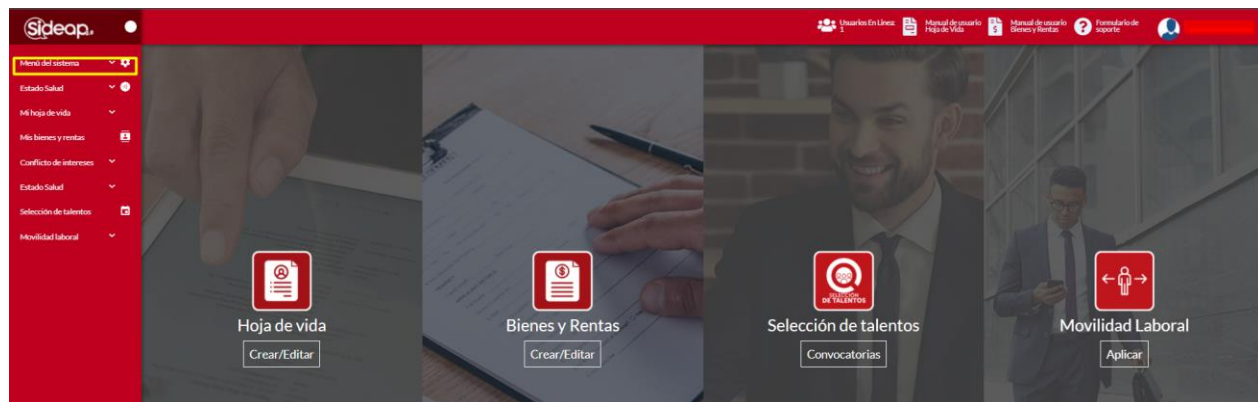 Sideap.
Usuarios En Línea:
1
Manual de usuario
Hoja de Vida
Manual de usuario
Bienes y Rentas
Formulario de
soporte
Menú del sistema
Estado Salud
Mi hoja de vida
Mis bienes y rentas
Conflicto de intereses
Estado Salud
Selección de talentos
Movilidad laboral
SELECCIÓN
DE TALENTOS
Hoja de vida
Bienes y Rentas
Selección de talentos
Movilidad Laboral
Crear/Editar
Crear/Editar
Convocatorias
Aplicar